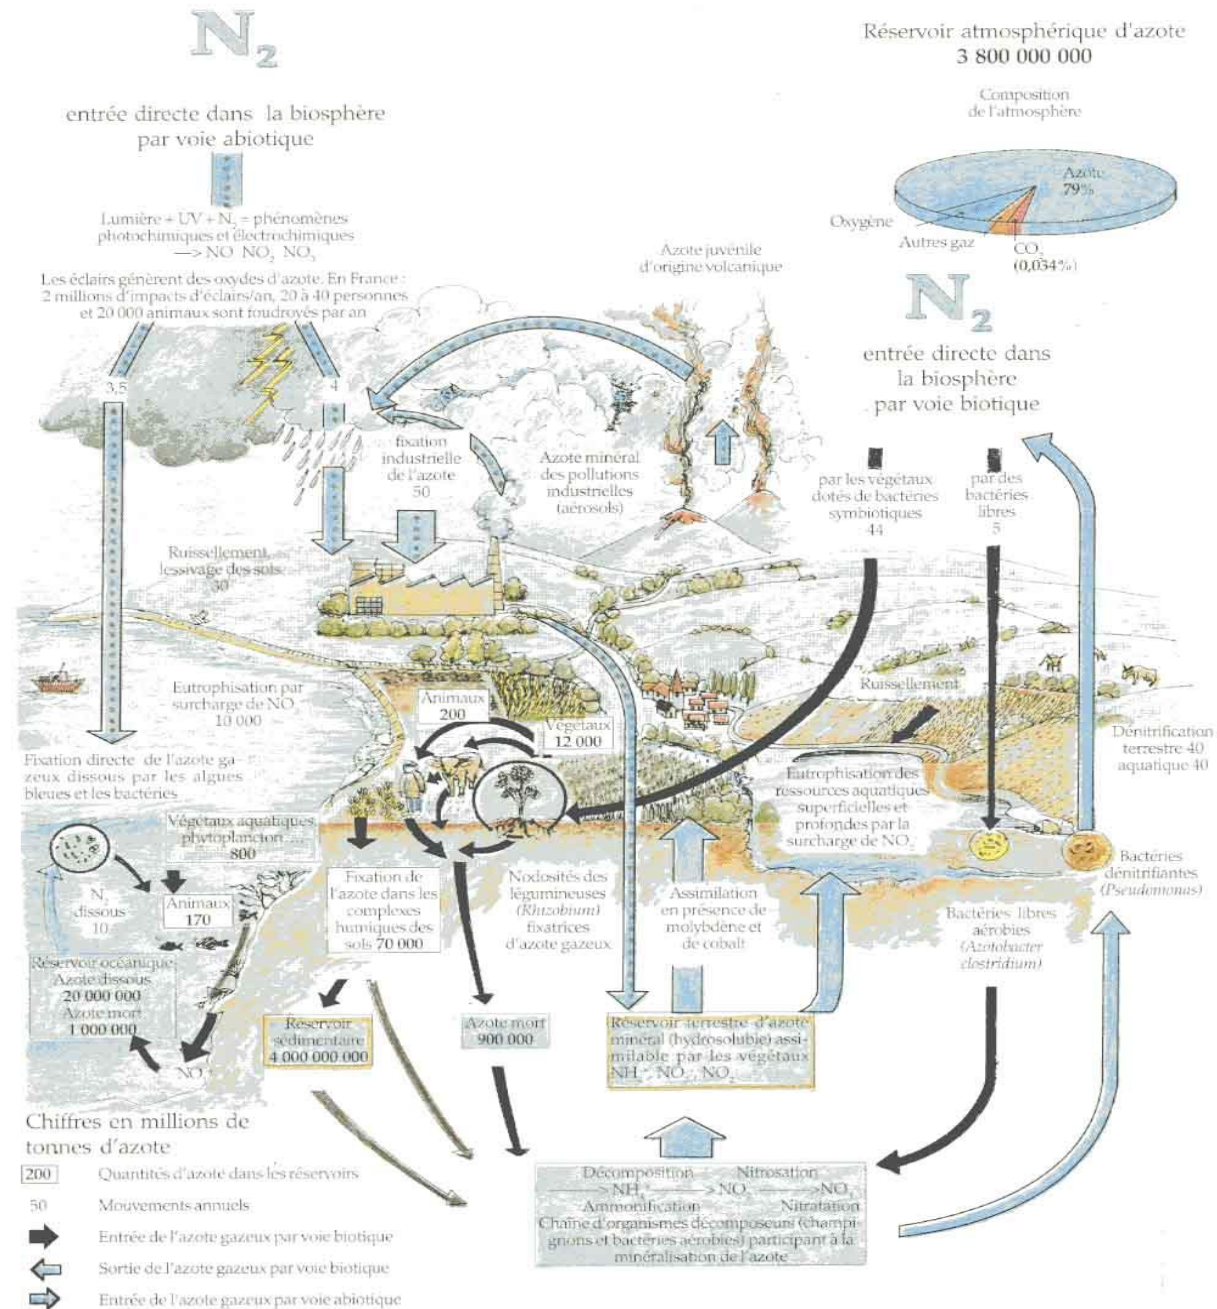 N₂
entrée directe dans la biosphère
par voie abiotique
Lumière + UV + N₂ = phénomènes
photochimiques et électrochimiques
—> NO NO₂ NO₃
Les éclairs génèrent des oxydes d'azote. En France :
2 millions d'impacts d'éclairs/an, 20 à 40 personnes
et 20 000 animaux sont foudroyés par an
3,5
4
Réservoir atmosphérique d'azote
3 800 000 000
Composition
de l'atmosphère
Azote
79%
Oxygène
Autres gaz
CO₂
(0,034%)
Azote juvénile
d'origine volcanique
N₂
entrée directe dans
la biosphère
par voie biotique
fixation
industrielle
de l'azote
50
Azote minéral
des pollutions
industrielles
(aérosols)
par les végétaux
dotés de bactéries
symbiotiques
44
par des
bactéries
libres
5
Ruissellement,
lessivage des sols
30
Eutrophisation par
surcharge de NO
10 000
Fixation directe de l'azote ga-
zeux dissous par les algues
bleues et les bactéries
Animaux
200
Végétaux
12 000
Ruissellement
Dénitrification
terrestre 40
aquatique 40
Eutrophisation des
ressources aquatiques
superficielles et
profondes par la
surcharge de NO₂
Végétaux aquatiques
phytoplancton ...
800
N₂
dissous
10
Animaux
170
Réservoir océanique
Azote dissous
20 000 000
Azote mort
1 000 000
NO
Fixation de
l'azote dans les
complexes
humiques des
sols 70 000
Nodosités des
légumineuses
(Rhizobium)
fixatrices
d'azote gazeux
Assimilation
en présence de
molybdène et
de cobalt
Bactéries libres
aérobies
(Azotobacter
clostridium)
Bactéries
dénitrifiantes
(Pseudomonus)
Réservoir
sédimentaire
4 000 000 000
Azote mort
900 000
Réservoir terrestre d'azote
minéral (hydrosoluble) assi-
milable par les végétaux
NH₄⁺, NO, NO₂
Décomposition Nitrosation
—> NH —> NO —> NO
Ammonification Nitratation
Chaîne d'organismes décomposeurs (champi-
gnons et bactéries aérobies) participant à la
minéralisation de l'azote
Chiffres en millions de
tonnes d'azote
200 Quantités d'azote dans les réservoirs
50 Mouvements annuels
Entrée de l'azote gazeux par voie biotique
Sortie de l'azote gazeux par voie biotique
Entrée de l'azote gazeux par voie abiotique